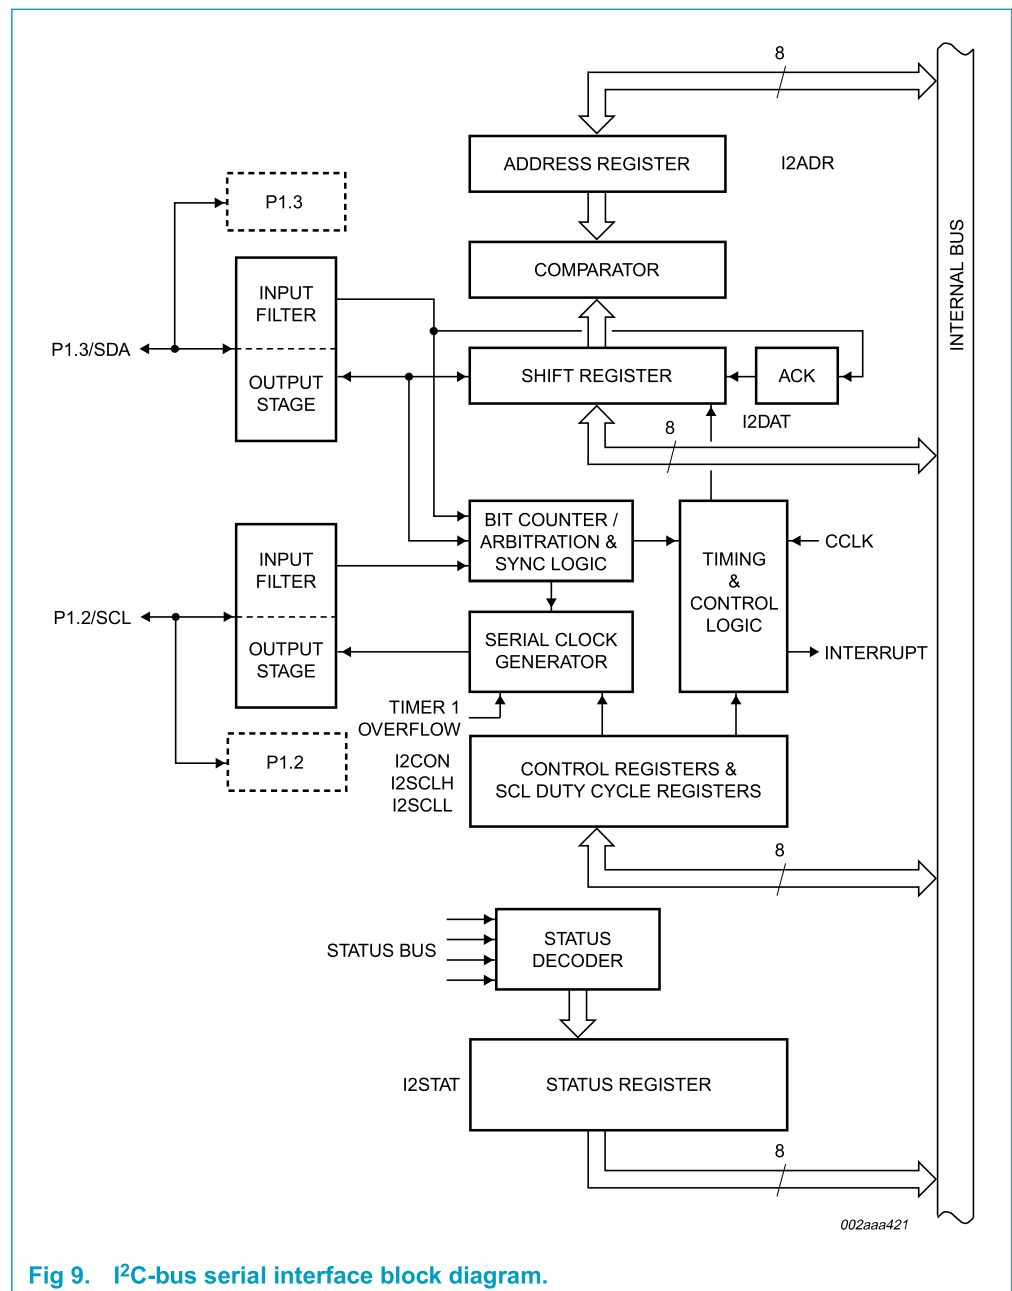 8
ADDRESS REGISTER
I2ADR
P1.3
COMPARATOR
INTERNAL BUS
INPUT
FILTER
P1.3/SDA
OUTPUT
STAGE
SHIFT REGISTER
ACK
I2DAT
8
BIT COUNTER /
ARBITRATION &
SYNC LOGIC
INPUT
FILTER
TIMING
&
CONTROL
LOGIC
CCLK
P1.2/SCL
OUTPUT
STAGE
SERIAL CLOCK
GENERATOR
INTERRUPT
TIMER 1
OVERFLOW
P1.2
I2CON
I2SCLH
I2SCLL
CONTROL REGISTERS &
SCL DUTY CYCLE REGISTERS
8
STATUS BUS
STATUS
DECODER
I2STAT
STATUS REGISTER
8
002aaa421
Fig 9. I²C-bus serial interface block diagram.